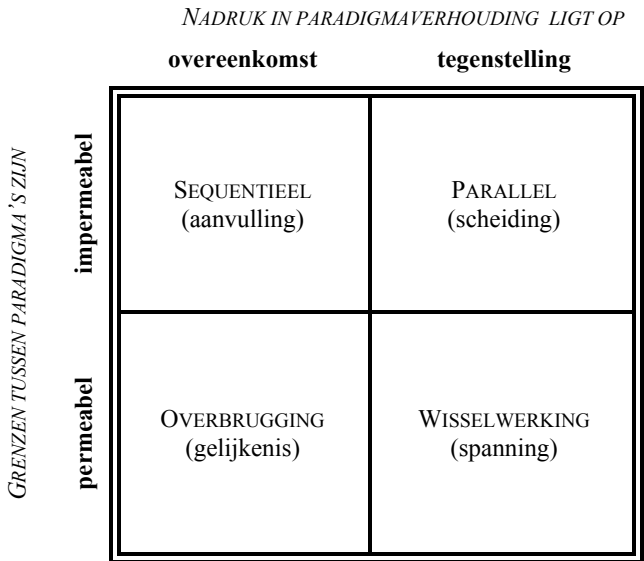 NADRUK IN PARADIGMAVERHOUDING LIGT OP
overeenkomst tegenstelling
GRENZEN TUSSEN PARADIGMA'S ZIJN
impermeabel
SEQUENTIEEL PARALLEL
(aanvulling) (scheiding)
permeabel
OVERBRUGGING WISSELWERKING
(gelijkenis) (spanning)